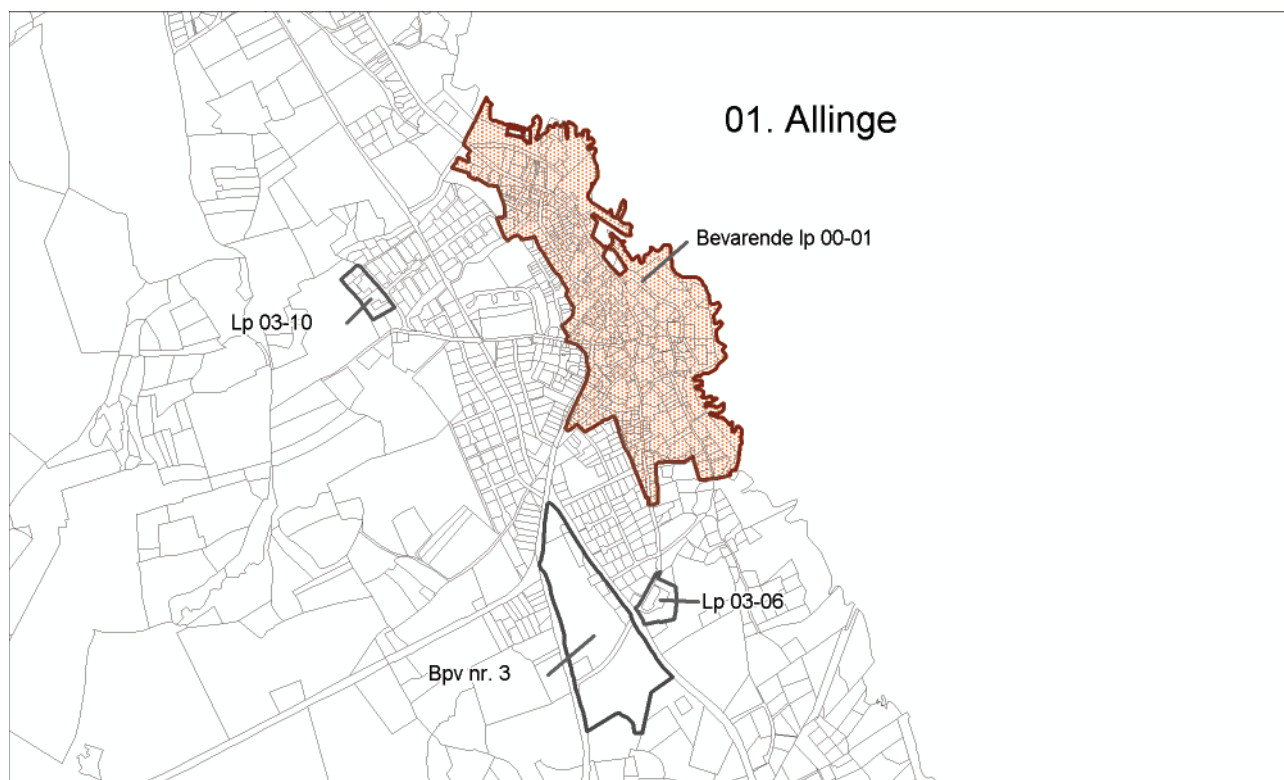 01. Allinge
Bevarende lp 00-01
Lp 03-10
Lp 03-06
Bpv nr. 3